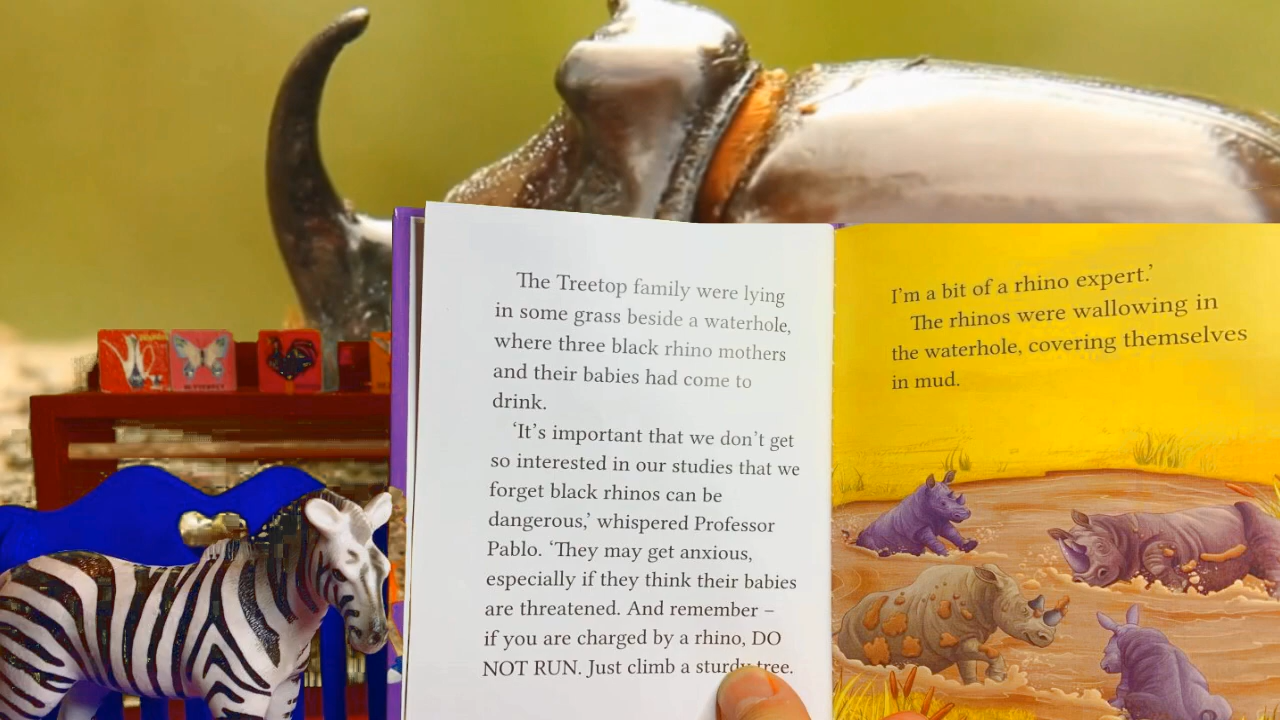 The Treetop family were lying
in some grass beside a waterhole,
where three black rhino mothers
and their babies had come to
drink.
‘It’s important that we don’t get
so interested in our studies that we
forget black rhinos can be
dangerous,’ whispered Professor
Pablo. ‘They may get anxious,
especially if they think their babies
are threatened. And remember –
if you are charged by a rhino, DO
NOT RUN. Just climb a sturdy tree.
I’m a bit of a rhino expert.’
The rhinos were wallowing in
the waterhole, covering themselves
in mud.
BUTTERFLY